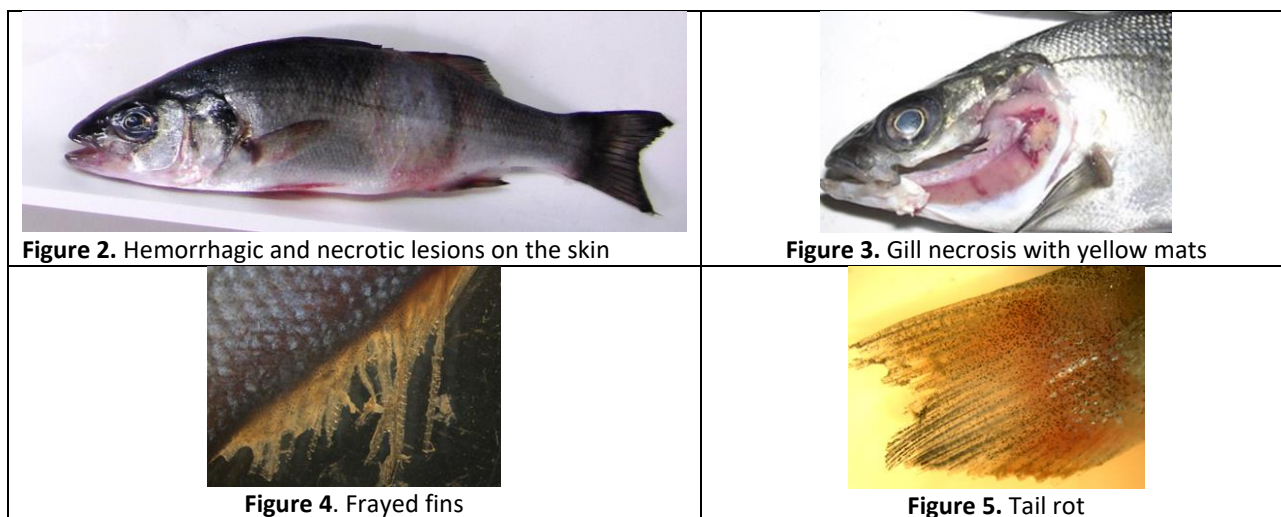 Figure 2. Hemorrhagic and necrotic lesions on the skin
Figure 3. Gill necrosis with yellow mats
Figure 4. Frayed fins
Figure 5. Tail rot